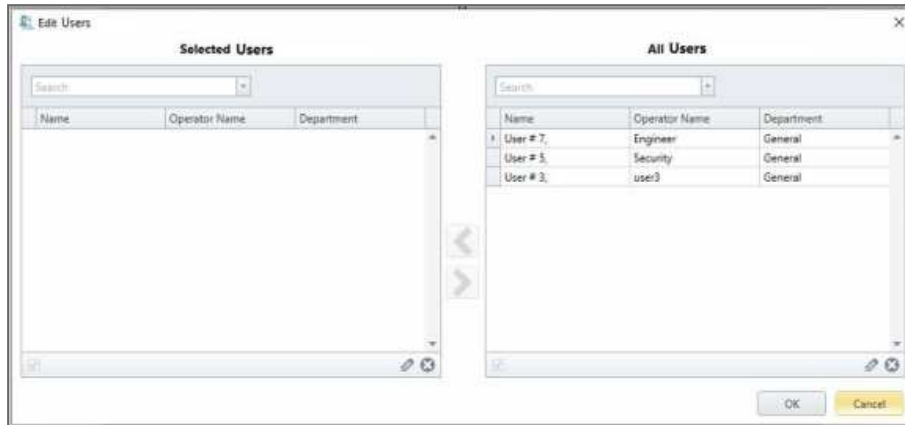 Edit Users
Selected Users
All Users
Search
Search
Name Operator Name Department
Name Operator Name Department
User # 7, Engineer General
User # 5, Security General
User # 3, user3 General
OK Cancel